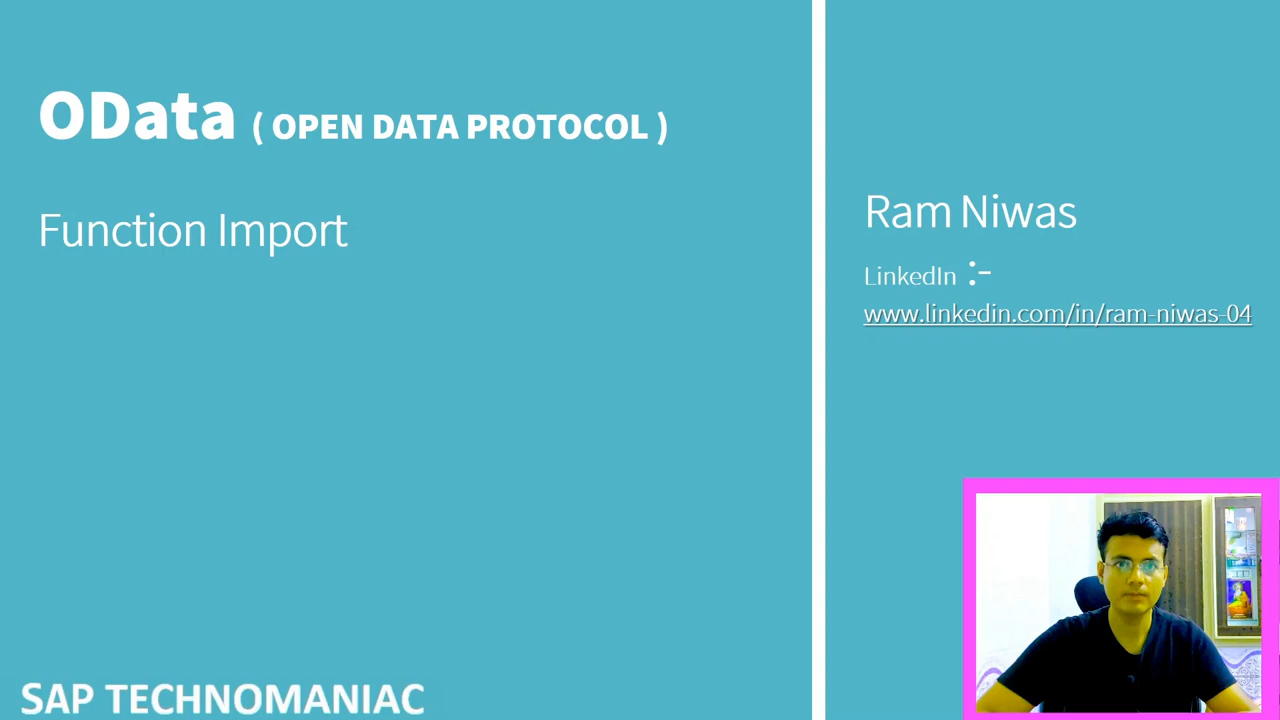 OData ( OPEN DATA PROTOCOL )
Function Import
Ram Niwas
LinkedIn :-
www.linkedin.com/in/ram-niwas-04
SAP TECHNOMANIAC